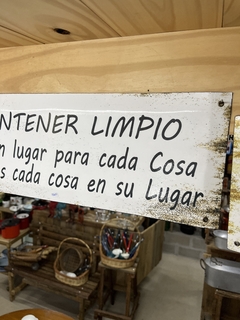 NTENER LIMPIO
n lugar para cada Cosa
s cada cosa en su Lugar